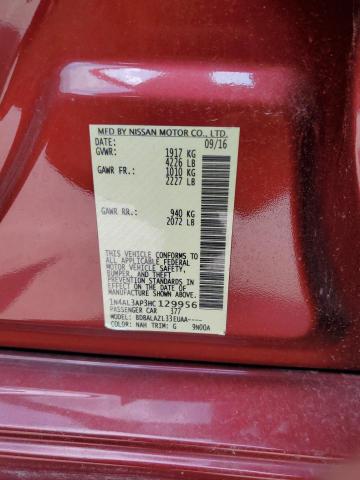 MFD BY NISSAN MOTOR CO., LTD.
DATE: 09/16
GVWR: 1917 KG
4226 LB
GAWR FR.: 1010 KG
2227 LB
GAWR RR.: 940 KG
2072 LB
THIS VEHICLE CONFORMS TO
ALL APPLICABLE FEDERAL
MOTOR VEHICLE SAFETY,
BUMPER, AND THEFT
PREVENTION STANDARDS IN
EFFECT ON THE DATE OF
MANUFACTURE SHOWN ABOVE.
1N4AL3AP3HC129956
PASSENGER CAR 377
MODEL: BDBALAZL33EUAA----
COLOR: NAH TRIM: G 9N00A